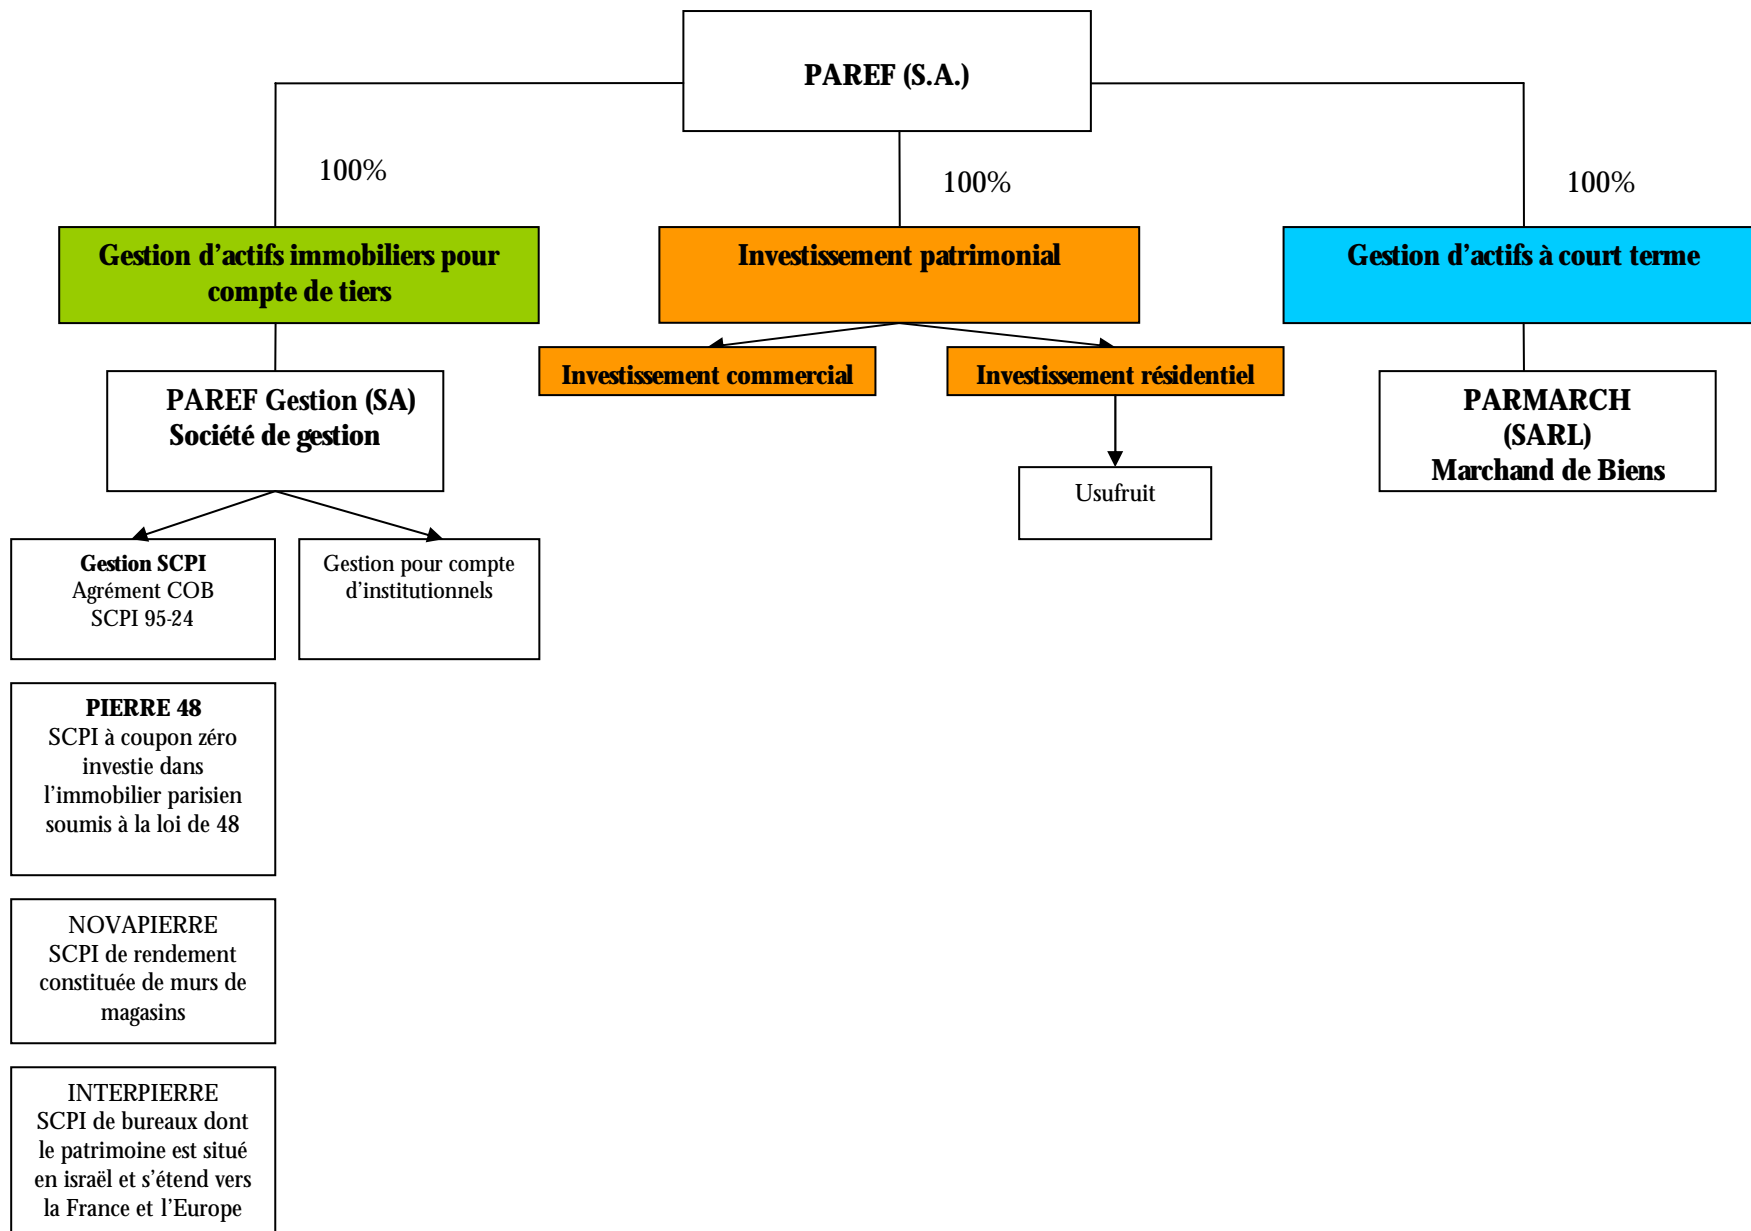 PAREF (S.A.)
100%
100%
100%
Gestion d’actifs immobiliers pour
compte de tiers
Investissement patrimonial
Gestion d’actifs à court terme
Investissement commercial
Investissement résidentiel
PAREF Gestion (SA)
Société de gestion
PARMARCH
(SARL)
Marchand de Biens
Usufruit
Gestion SCPI
Agrément COB
SCPI 95-24
Gestion pour compte
d’institutionnels
PIERRE 48
SCPI à coupon zéro
investie dans
l’immobilier parisien
soumis à la loi de 48
NOVAPIERRE
SCPI de rendement
constituée de murs de
magasins
INTERPIERRE
SCPI de bureaux dont
le patrimoine est situé
en israël et s’étend vers
la France et l’Europe